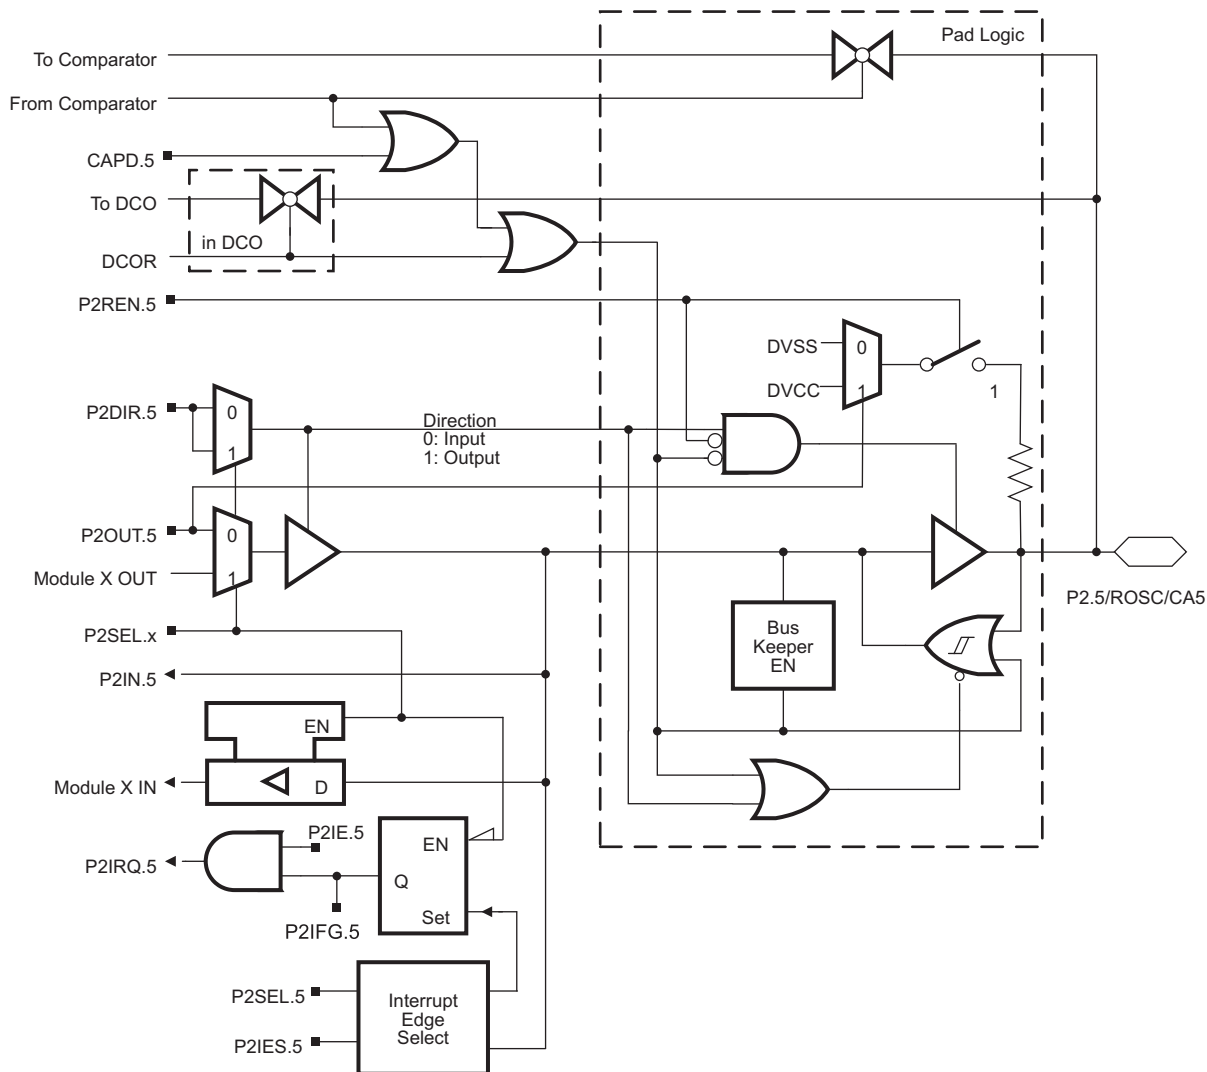 Pad Logic
To Comparator
From Comparator
CAPD.5
To DCO
in DCO
DCOR
P2REN.5
DVSS
0
DVCC
1
1
P2DIR.5
0
1
Direction
0: Input
1: Output
P2OUT.5
0
Module X OUT
1
P2.5/ROSC/CA5
P2SEL.x
Bus
Keeper
EN
P2IN.5
EN
Module X IN
D
P2IE.5
EN
P2IRQ.5
Q
Set
P2IFG.5
P2SEL.5
Interrupt
Edge
Select
P2IES.5